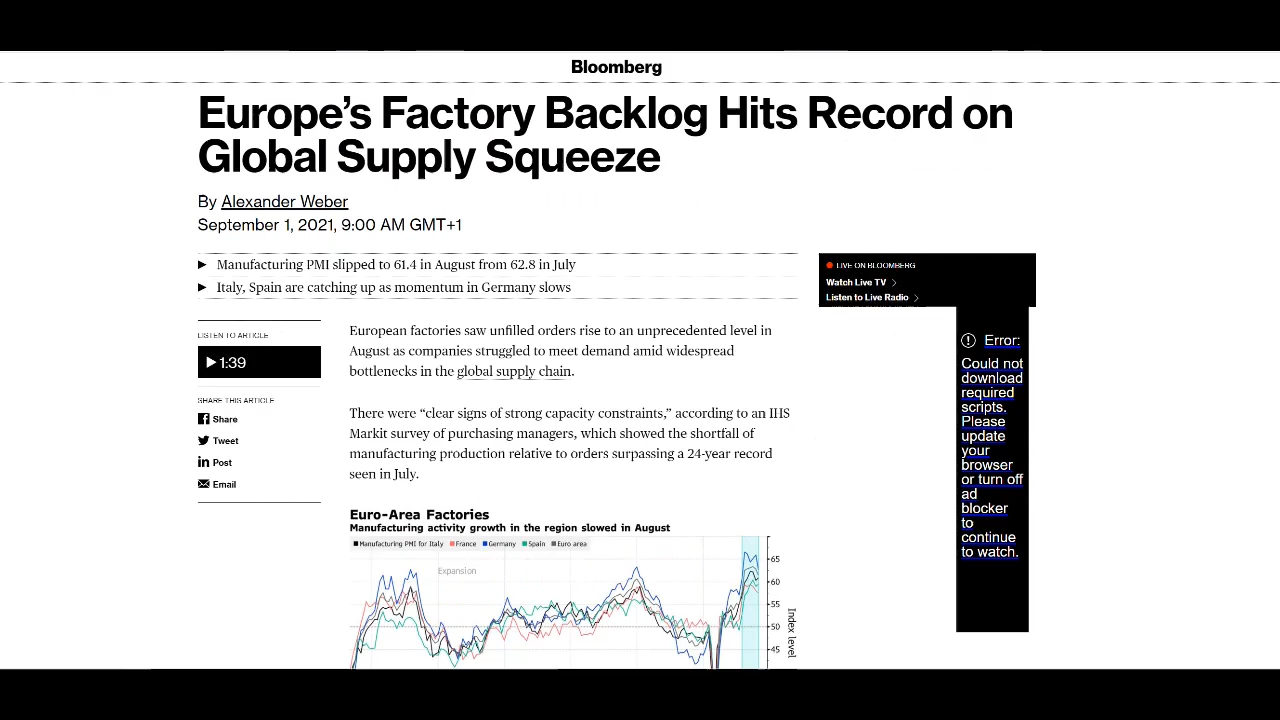 Bloomberg
Europe's Factory Backlog Hits Record on
Global Supply Squeeze
By Alexander Weber
September 1, 2021, 9:00 AM GMT+1
Manufacturing PMI slipped to 61.4 in August from 62.8 in July
Italy, Spain are catching up as momentum in Germany slows
LIVE ON BLOOMBERG
Watch Live TV
Listen to Live Radio
LISTEN TO ARTICLE
1:39
SHARE THIS ARTICLE
Share
Tweet
Post
Email
European factories saw unfilled orders rise to an unprecedented level in
August as companies struggled to meet demand amid widespread
bottlenecks in the global supply chain.
There were “clear signs of strong capacity constraints,” according to an IHS
Markit survey of purchasing managers, which showed the shortfall of
manufacturing production relative to orders surpassing a 24-year record
seen in July.
Error:
Could not
download
required
scripts.
Please
update
your
browser
or turn off
ad
blocker
to
continue
to watch.
Euro-Area Factories
Manufacturing activity growth in the region slowed in August
Manufacturing PMI for Italy France Germany Spain Euro area
Expansion
65
60
55
50
45
Index level